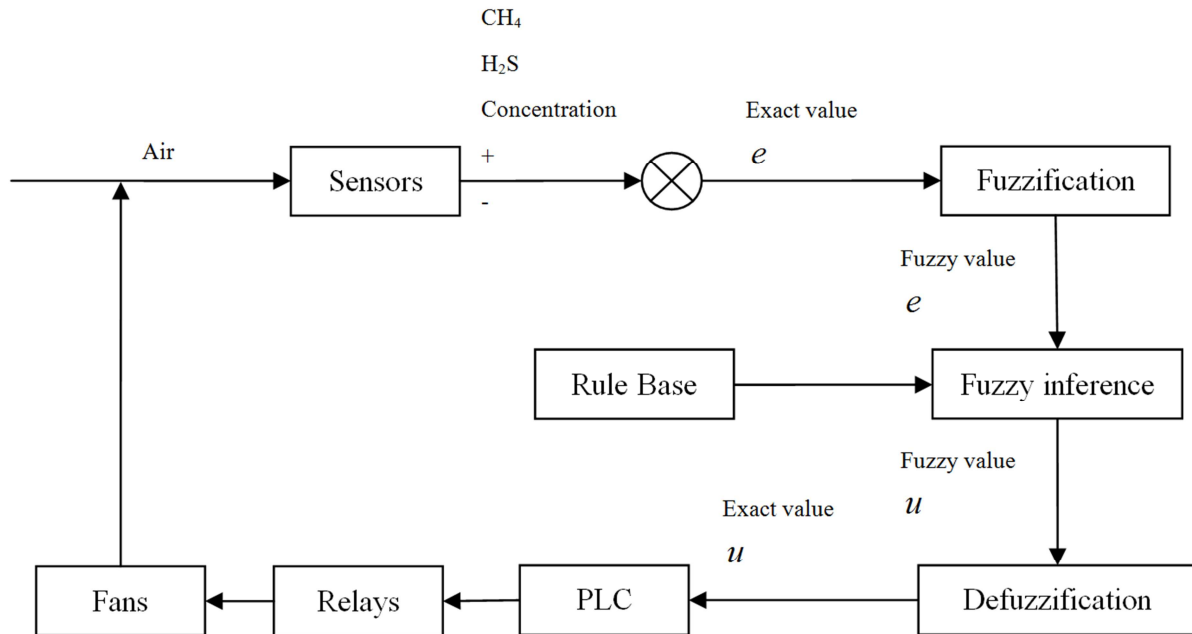 CH₄
H₂S
Concentration
Exact value
Air
+
e
Sensors
Fuzzification
-
Fuzzy value
e
Rule Base
Fuzzy inference
Fuzzy value
u
Exact value
u
Fans
Relays
PLC
Defuzzification